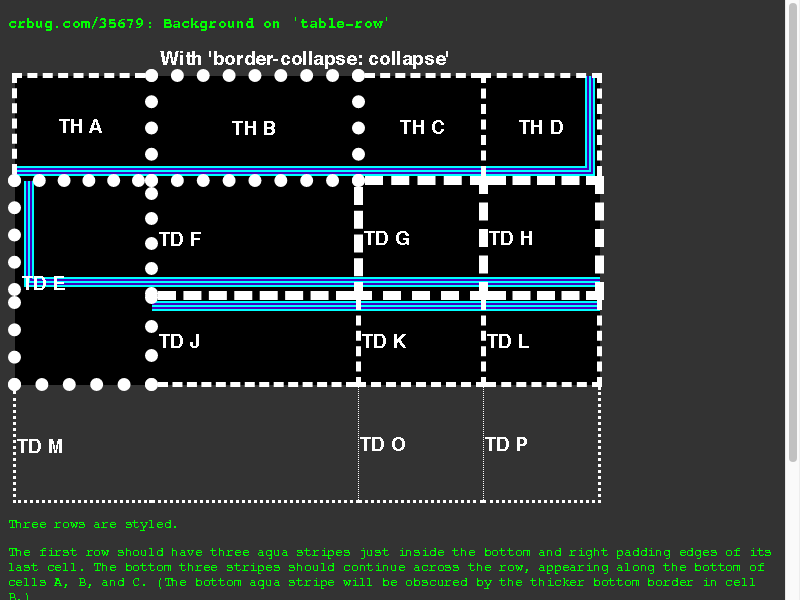 crbug.com/35679: Background on 'table-row'
With 'border-collapse: collapse'
TH A TH B TH C TH D
TD E TD F TD G TD H
TD J TD K TD L
TD M TD O TD P
Three rows are styled.
The first row should have three aqua stripes just inside the bottom and right padding edges of its
last cell. The bottom three stripes should continue across the row, appearing along the bottom of
cells A, B, and C. (The bottom aqua stripe will be obscured by the thicker bottom border in cell
B.)